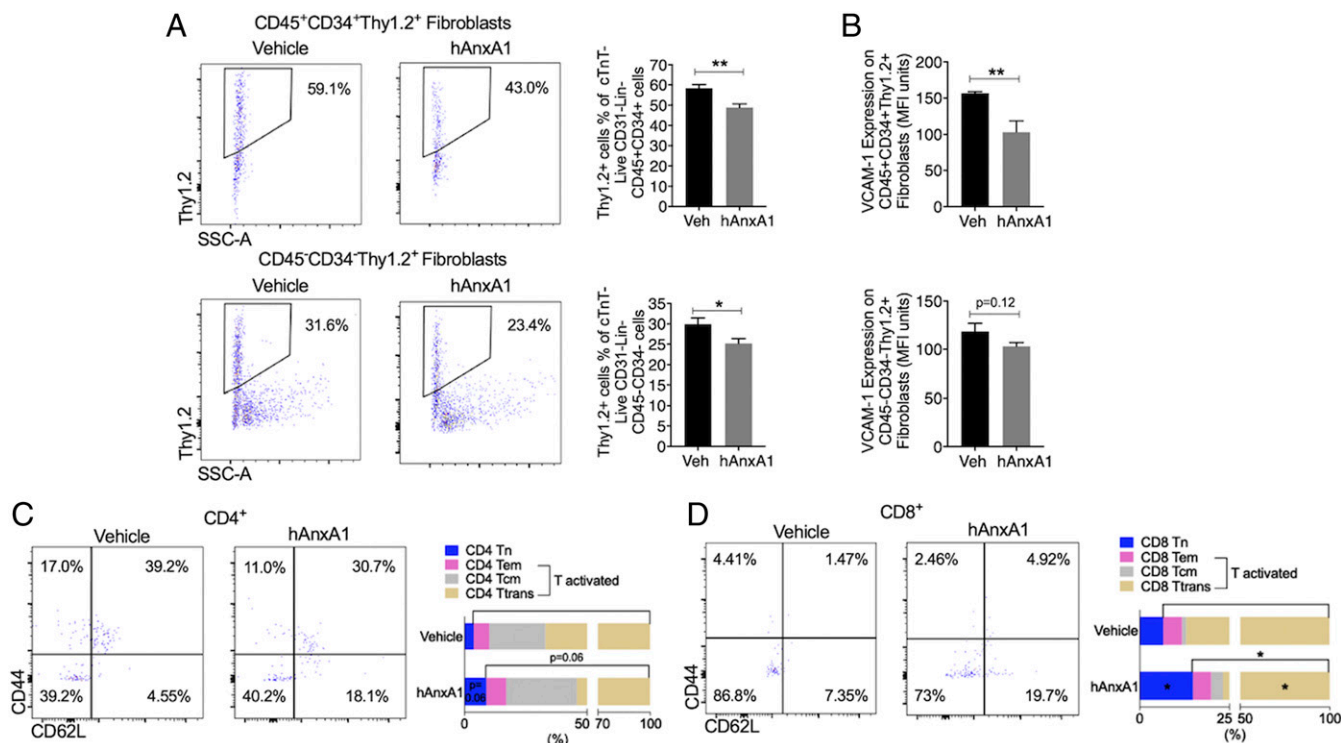 A
CD45+CD34+Thy1.2+ Fibroblasts
Vehicle
hAnxA1
59.1%
43.0%
Thy1.2
SSC-A
Thy1.2+ cells % of cTnT-
Live CD31-Lin-
CD45+CD34+ cells
70
60
50
40
30
20
10
0
**
Veh hAnxA1
B
VCAM-1 Expression on
CD45+CD34+Thy1.2+
Fibroblasts (MFI units)
200
150
100
50
0
**
Veh hAnxA1
CD45-CD34-Thy1.2+ Fibroblasts
Vehicle
hAnxA1
31.6%
23.4%
Thy1.2
SSC-A
Thy1.2+ cells % of cTnT-
Live CD31-Lin-
CD45-CD34- cells
35
30
25
20
15
10
5
0
*
Veh hAnxA1
VCAM-1 Expression on
CD45-CD34-Thy1.2+
Fibroblasts (MFI units)
150
100
50
0
p=0.12
Veh hAnxA1
C
CD4+
Vehicle
hAnxA1
17.0% 39.2%
39.2% 4.55%
11.0% 30.7%
40.2% 18.1%
CD44
CD62L
CD4 Tn
CD4 Tem
CD4 Tcm
CD4 Ttrans
T activated
Vehicle
p=0.06
hAnxA1
p=
0.06
0 50 70 100
(%)
D
CD8+
Vehicle
hAnxA1
4.41% 1.47%
86.8% 7.35%
2.46% 4.92%
73% 19.7%
CD44
CD62L
CD8 Tn
CD8 Tem
CD8 Tcm
CD8 Ttrans
T activated
Vehicle
*
hAnxA1
* *
0 25 50 100
(%)